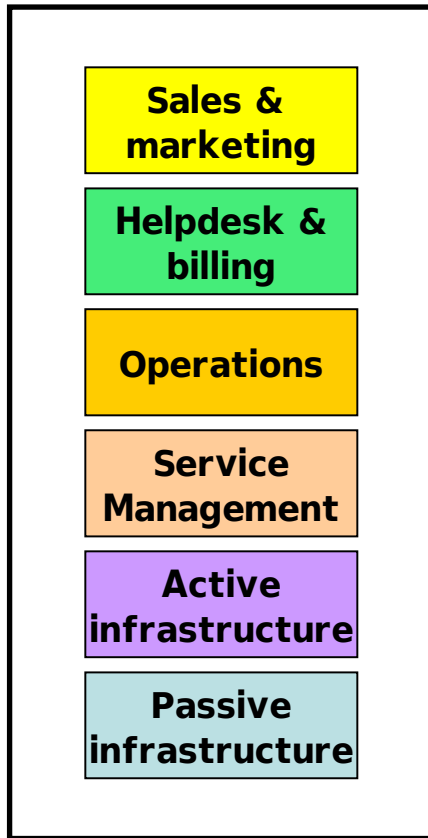 Sales &
marketing
Helpdesk &
billing
Operations
Service
Management
Active
infrastructure
Passive
infrastructure